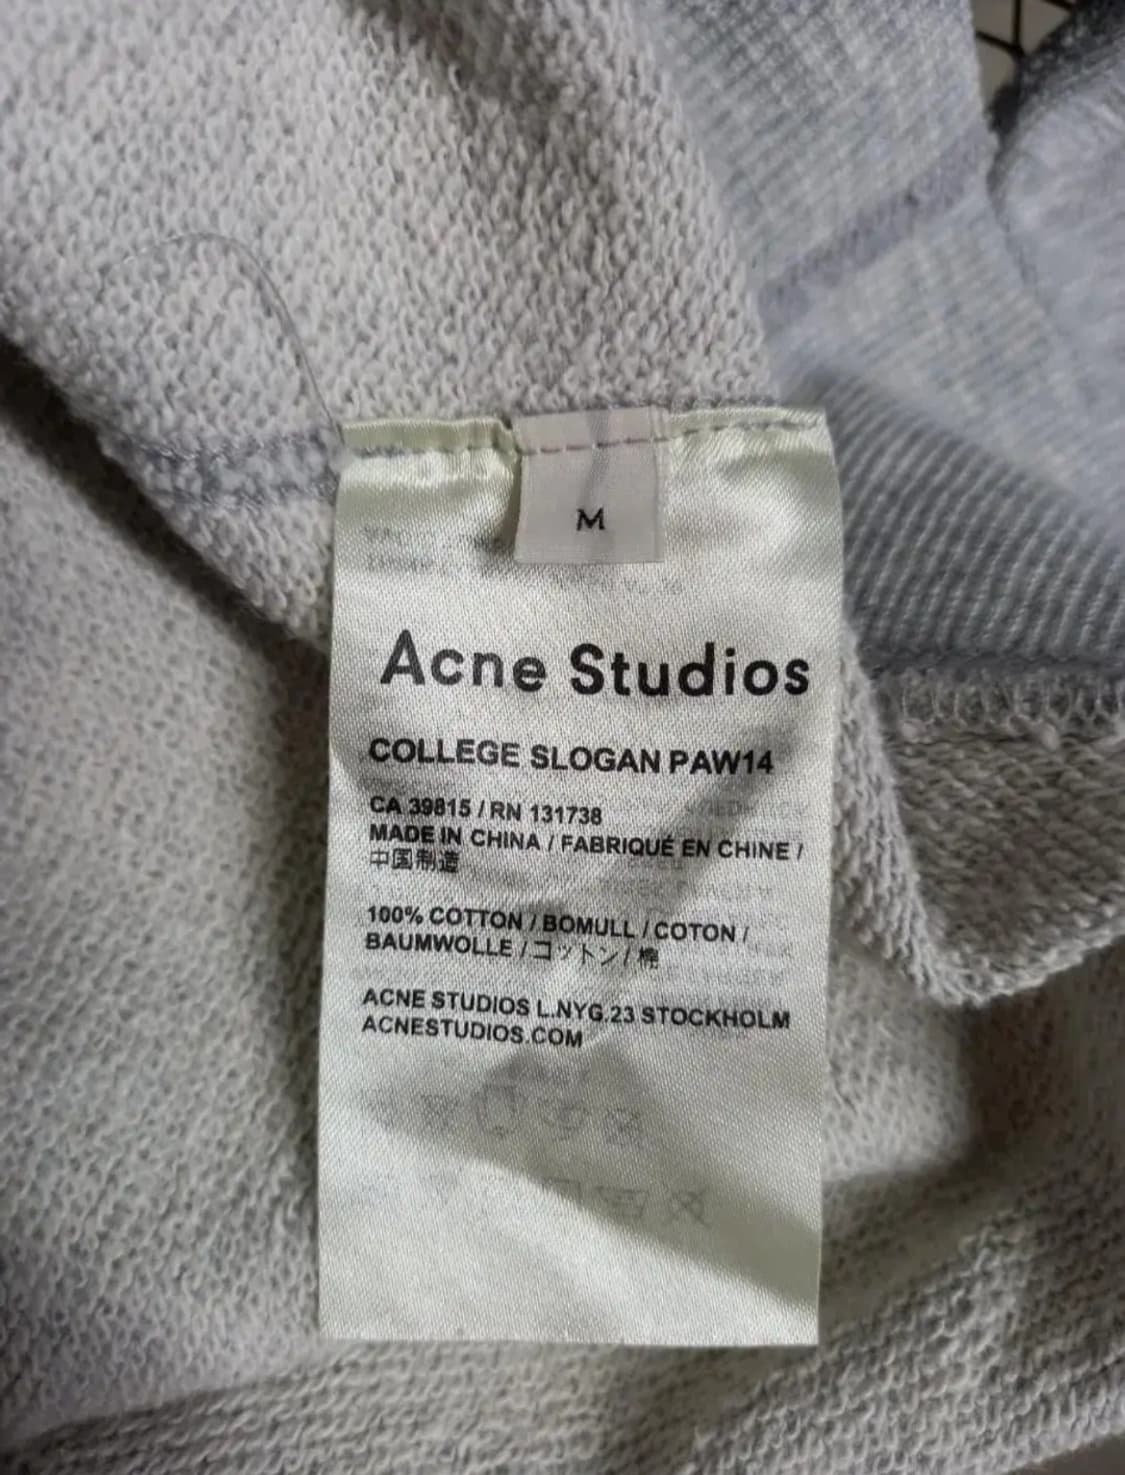 M
Acne Studios
COLLEGE SLOGAN PAW14
CA 39815 / RN 131738
MADE IN CHINA / FABRIQUÉ EN CHINE /
中国制造
100% COTTON / BOMULL / COTON /
BAUMWOLLE / コットン / 棉
ACNE STUDIOS L.NYG.23 STOCKHOLM
ACNESTUDIOS.COM